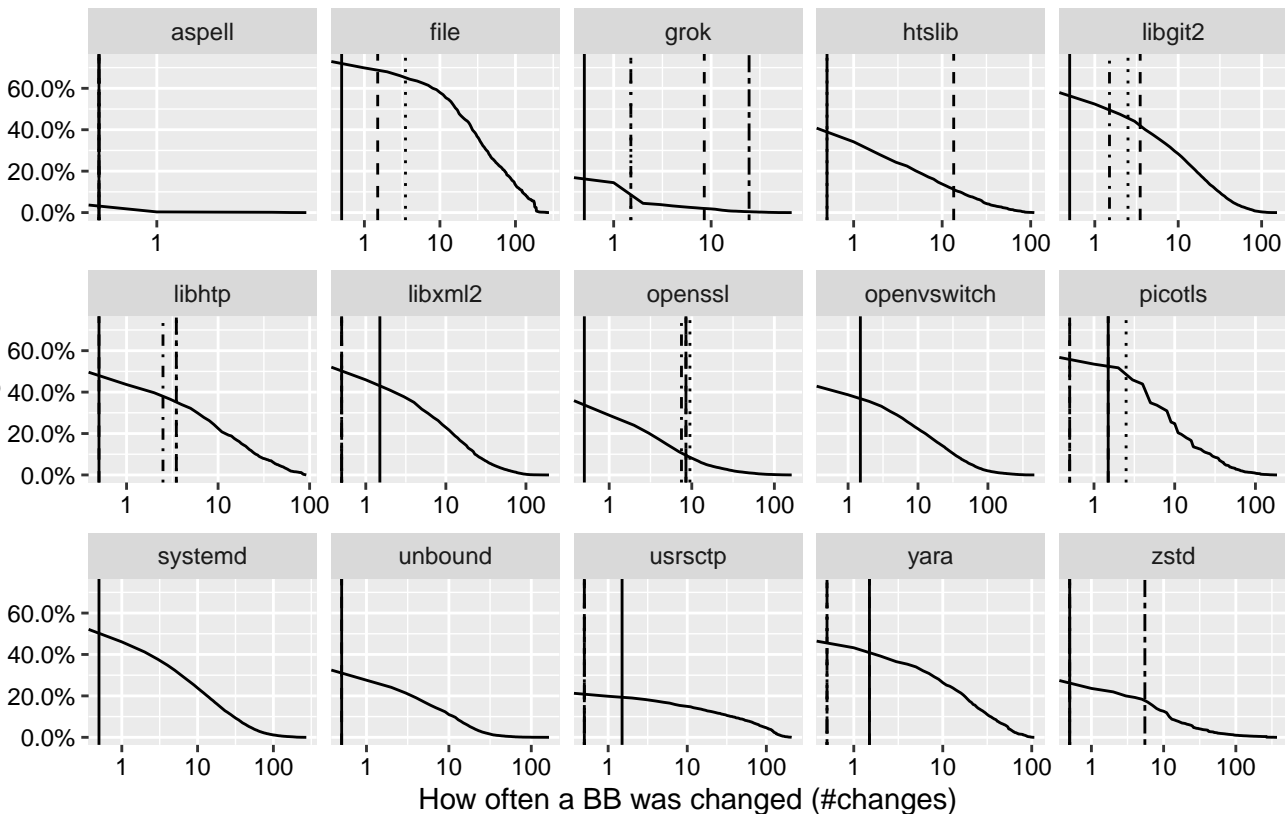 aspell file grok htslib libgit2
60.0%
40.0%
20.0%
0.0%
1 1 10 100 1 10 1 10 100 1 10 100
libhtp libxml2 openssl openvswitch picotls
60.0%
40.0%
20.0%
0.0%
1 10 100 1 10 100 1 10 100 1 10 100 1 10 100
systemd unbound usrsctp yara zstd
60.0%
40.0%
20.0%
0.0%
1 10 100 1 10 100 1 10 100 1 10 100 1 10 100
How often a BB was changed (#changes)